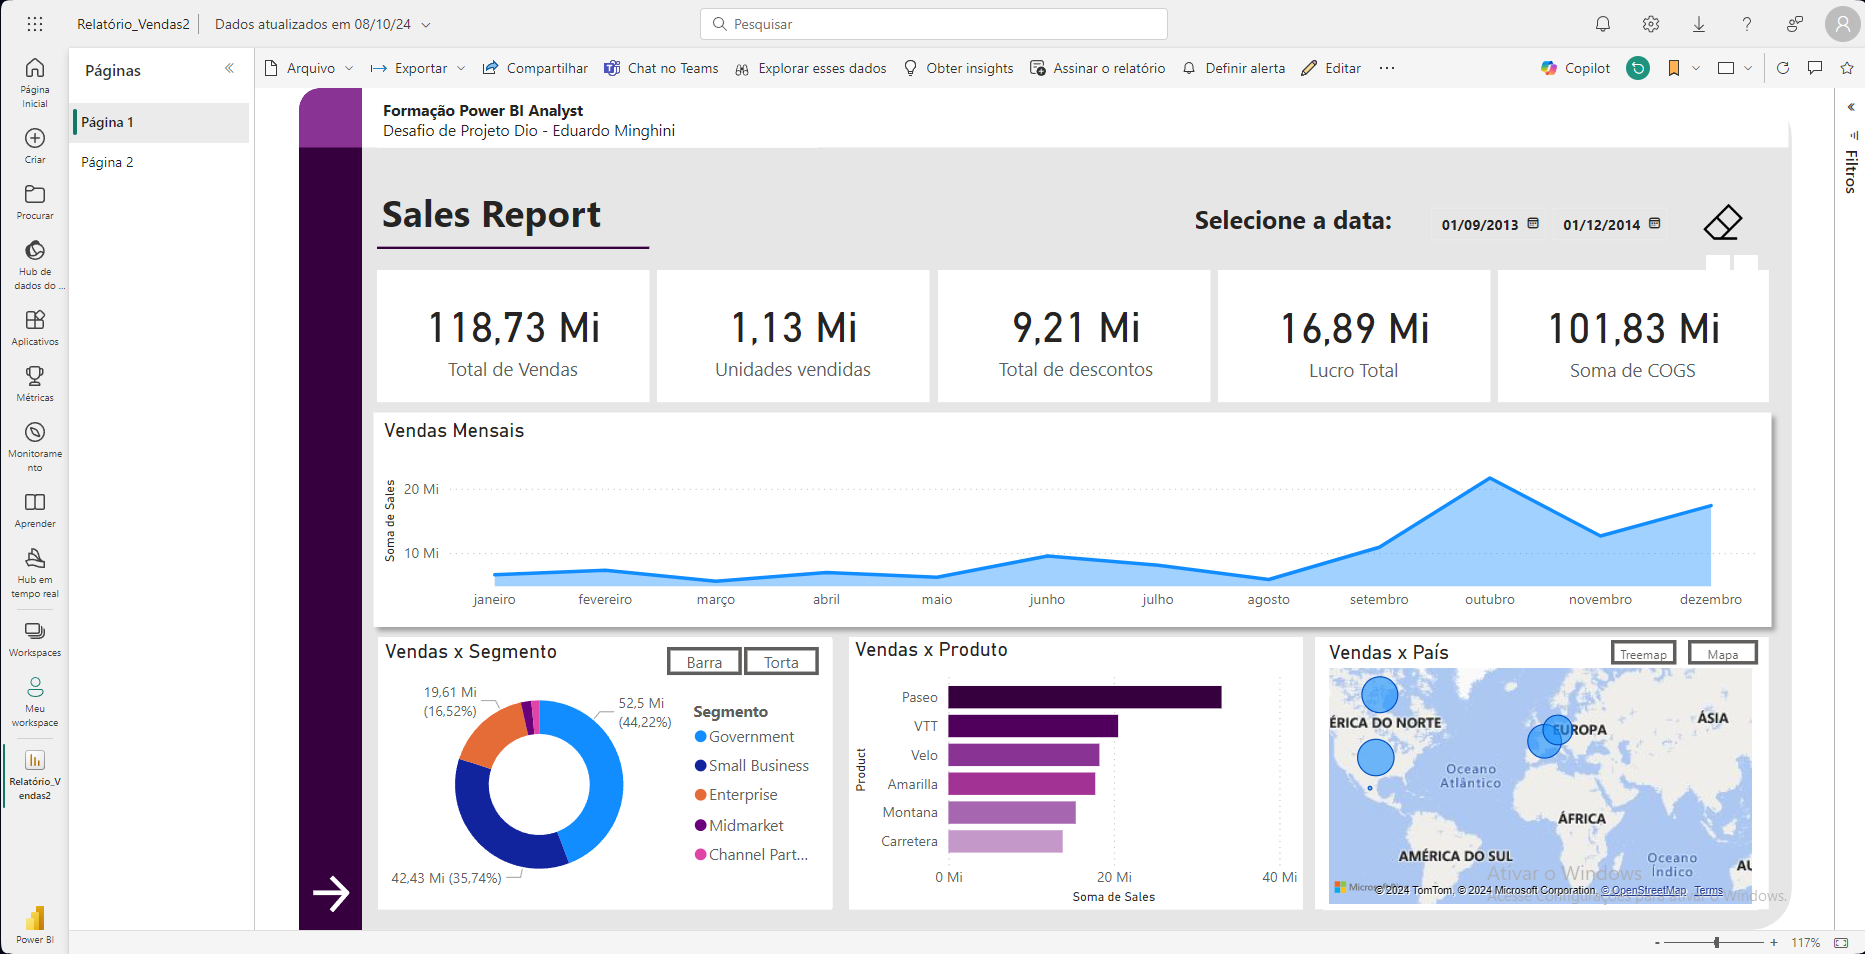 Relatório_Vendas2
Dados atualizados em 08/10/24
Pesquisar
Arquivo
Exportar
Compartilhar
Chat no Teams
Explorar esses dados
Obter insights
Assinar o relatório
Definir alerta
Editar
Copilot
Página
Inicial
Criar
Procurar
Hub de
dados do ...
Aplicativos
Métricas
Monitorame
nto
Aprender
Hub em
tempo real
Workspaces
Meu
workspace
Relatório_V
endas2
Power BI
Páginas
Página 1
Página 2
Filtros
Formação Power BI Analyst
Desafio de Projeto Dio - Eduardo Minghini
Sales Report
Selecione a data:
01/09/2013
01/12/2014
118,73 Mi
Total de Vendas
1,13 Mi
Unidades vendidas
9,21 Mi
Total de descontos
16,89 Mi
Lucro Total
101,83 Mi
Soma de COGS
Vendas Mensais
Soma de Sales
20 Mi
10 Mi
janeiro
fevereiro
março
abril
maio
junho
julho
agosto
setembro
outubro
novembro
dezembro
Vendas x Segmento
Barra
Torta
19,61 Mi
(16,52%)
52,5 Mi
(44,22%)
42,43 Mi (35,74%)
Segmento
Government
Small Business
Enterprise
Midmarket
Channel Part...
Vendas x Produto
Product
Paseo
VTT
Velo
Amarilla
Montana
Carretera
0 Mi
20 Mi
40 Mi
Soma de Sales
Vendas x País
Treemap
Mapa
ÉRICA DO NORTE
EUROPA
ÁSIA
Oceano
Atlântico
ÁFRICA
AMÉRICA DO SUL
Oceano
Índico
AU
© 2024 TomTom, © 2024 Microsoft Corporation, © OpenStreetMap Terms
Ativar o Windows
Acesse Configurações para ativar o Windows.
117%